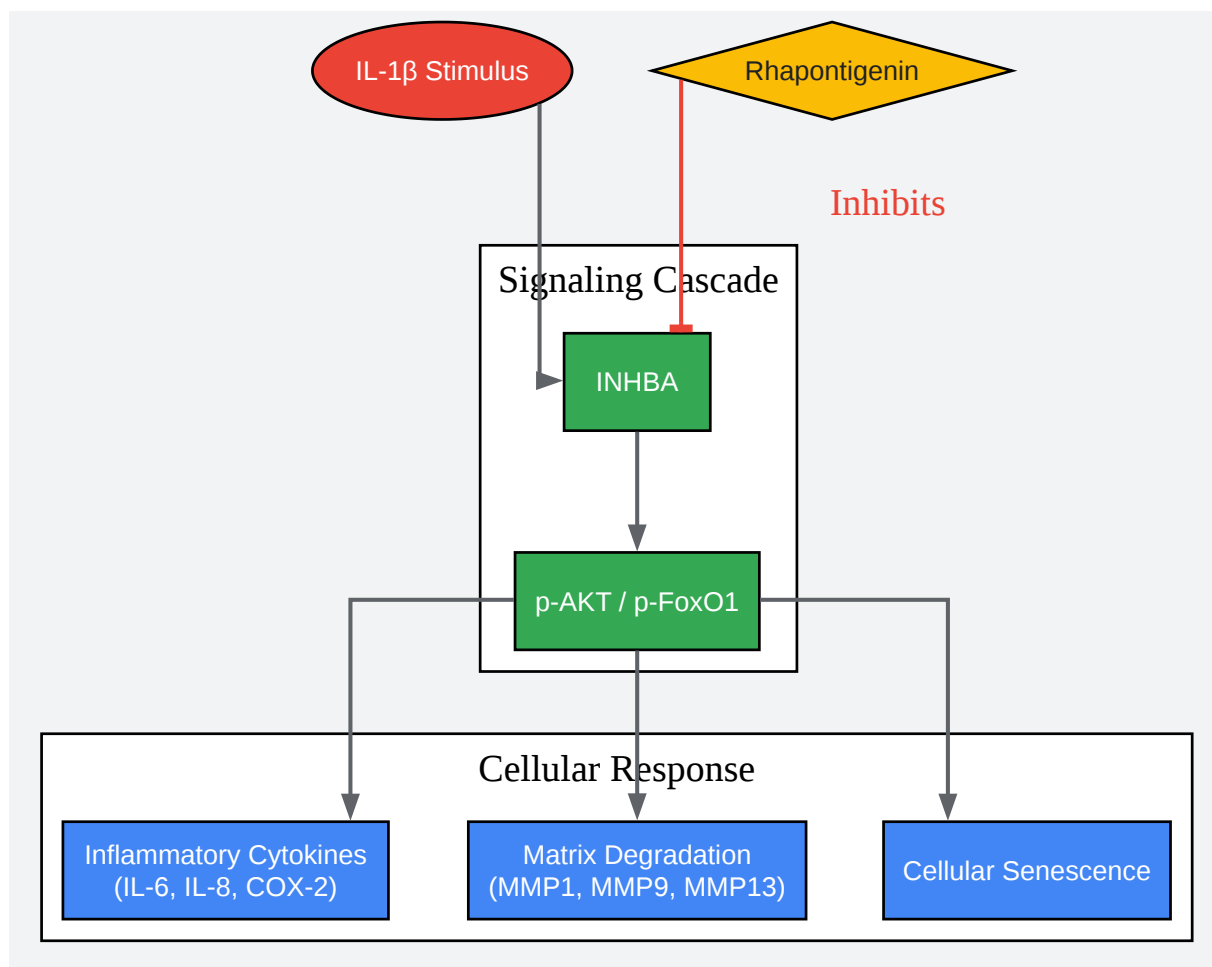 IL-1β Stimulus
Rhapontigenin
Inhibits
Signaling Cascade
INHBA
p-AKT / p-FoxO1
Cellular Response
Inflammatory Cytokines
(IL-6, IL-8, COX-2)
Matrix Degradation
(MMP1, MMP9, MMP13)
Cellular Senescence